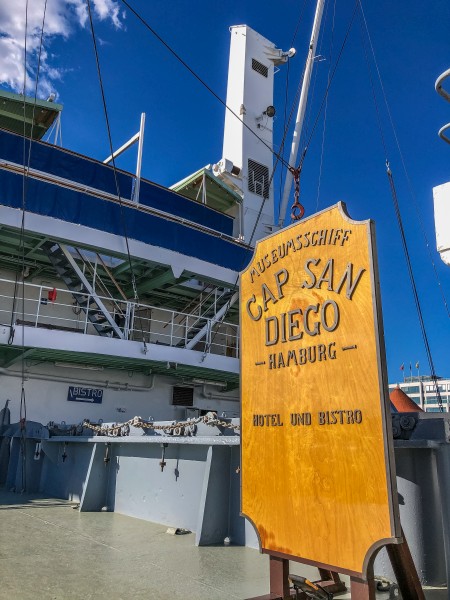 MUSEUMSSCHIFF
CAP SAN
DIEGO
- HAMBURG -
HOTEL UND BISTRO
BISTRO